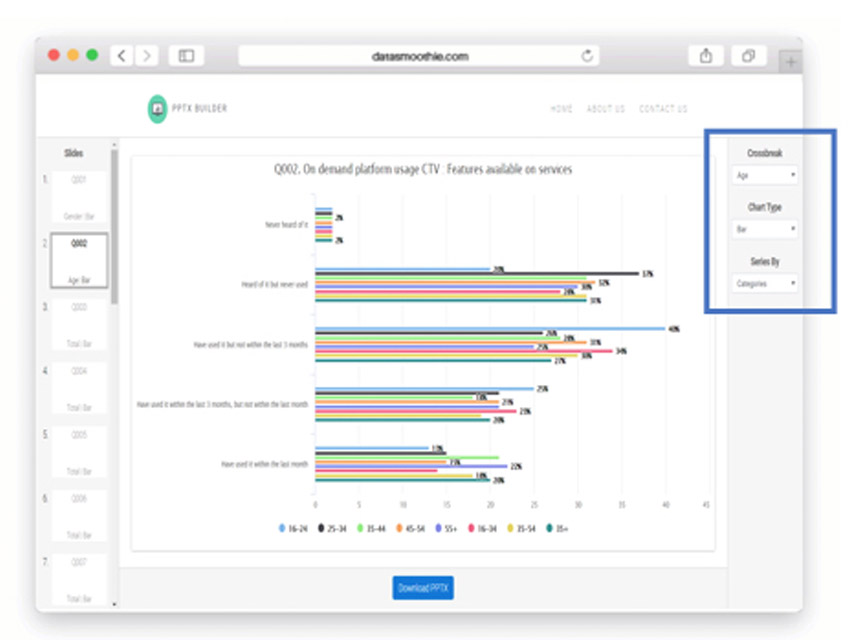 datasmoothie.com
PPTX BUILDER
HOME ABOUT US CONTACT US
Slides
1. Q001
Gender Bar
2. Q002
Age: Bar
3. Q003
Total: Bar
4. Q004
Total: Bar
5. Q005
Total: Bar
6. Q006
Total: Bar
7. Q007
Total: Bar
Q002. On demand platform usage CTV : Features available on services
Never heard of it
2%
2%
Heard of it but never used
20%
37%
32%
30%
28%
31%
Have used it but not within the last 3 months
40%
26%
28%
31%
25%
34%
30%
27%
Have used it within the last 3 months, but not within the last month
25%
18%
21%
23%
20%
Have used it within the last month
13%
15%
22%
18%
20%
0 5 10 15 20 25 30 35 40 45
16-24 25-34 35-44 45-54 55+ 16-34 35-54 35+
Crossbreak
Age
Chart Type
Bar
Series By
Categories
Download PPTX